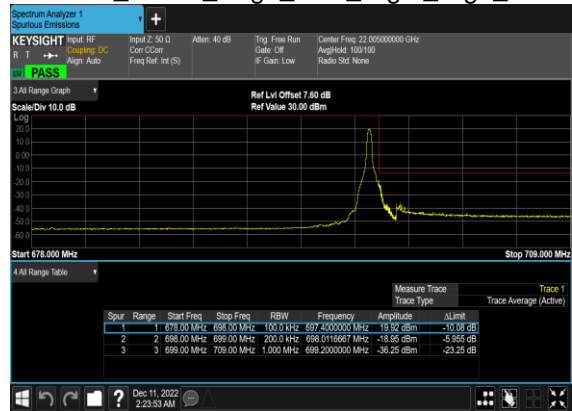 Spectrum Analyzer 1
Spurious Emissions
+
KEYSIGHT Input: RF Input Z: 50 Ω Atten: 40 dB Trig: Free Run Center Freq: 22.005000000 GHz
R T Coupling: DC Corr CCorr Gate: Off Avg|Hold: 100/100
Align: Auto Freq Ref: Int (S) IF Gain: Low Radio Std: None
PASS
3 All Range Graph
Ref Lvl Offset 7.60 dB
Scale/Div 10.0 dB Ref Value 30.00 dBm
Log
20.0
10.0
0.00
-10.0
-20.0
-30.0
-40.0
-50.0
-60.0
Start 678.000 MHz Stop 709.000 MHz
4 All Range Table
Measure Trace Trace 1
Trace Type Trace Average (Active)
Spur Range Start Freq Stop Freq RBW Frequency Amplitude ΔLimit
1 1 678.00 MHz 698.00 MHz 100.0 kHz 697.4000000 MHz 19.92 dBm -10.08 dB
2 2 698.00 MHz 699.00 MHz 200.0 kHz 698.0116667 MHz -18.95 dBm -5.955 dB
3 3 699.00 MHz 709.00 MHz 1.000 MHz 699.2000000 MHz -36.25 dBm -23.25 dB
? Dec 11, 2022
2:23:53 AM